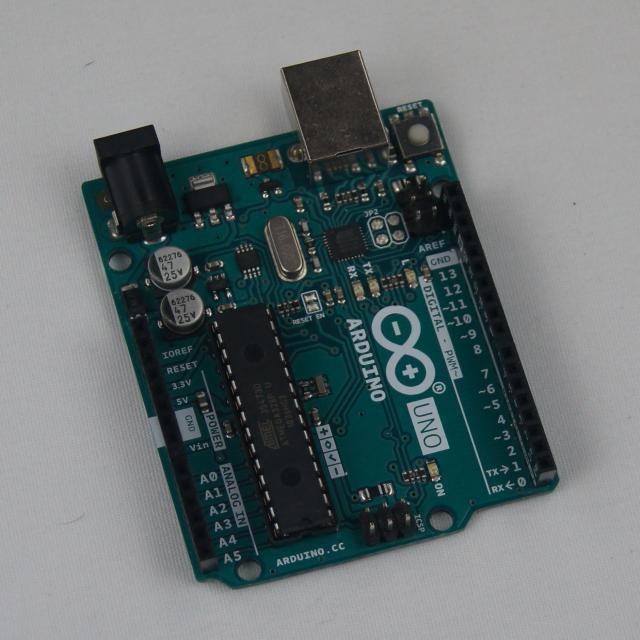 RESET
JP2
AREF
GND
13
12
~11
~10
~9
8
7
~6
~5
4
~3
2
TX→1
RX←0
DIGITAL - PWM~
62276
47
25V
62276
47
25V
RX
TX
L
RESET EN
ARDUINO
®
UNO
IOREF
RESET
3.3V
5V
GND
Vin
POWER
A0
A1
A2
A3
A4
A5
ANALOG IN
ON
ICSP
ARDUINO.CC